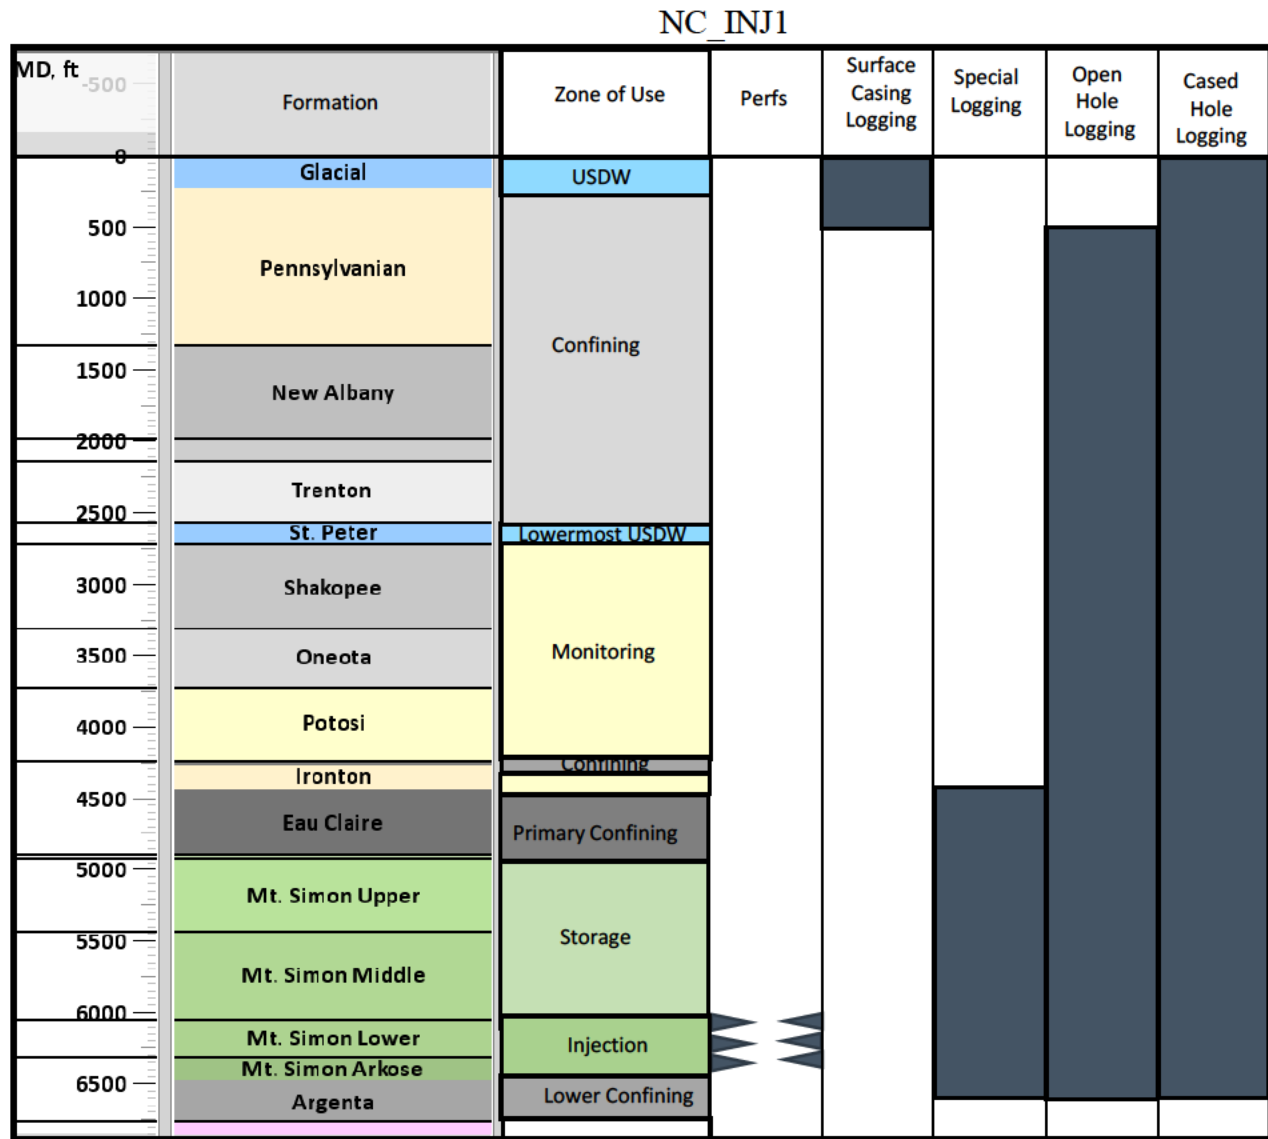 NC_INJ1
MD, ft
-500
Formation
Zone of Use
Perfs
Surface
Casing
Logging
Special
Logging
Open
Hole
Logging
Cased
Hole
Logging
0
Glacial
USDW
500
Pennsylvanian
1000
Confining
1500
New Albany
2000
Trenton
2500
St. Peter
Lowermost USDW
3000
Shakopee
3500
Oneota
Monitoring
4000
Potosi
Confining
Ironton
4500
Eau Claire
Primary Confining
5000
Mt. Simon Upper
5500
Storage
Mt. Simon Middle
6000
Mt. Simon Lower
Injection
Mt. Simon Arkose
6500
Argenta
Lower Confining